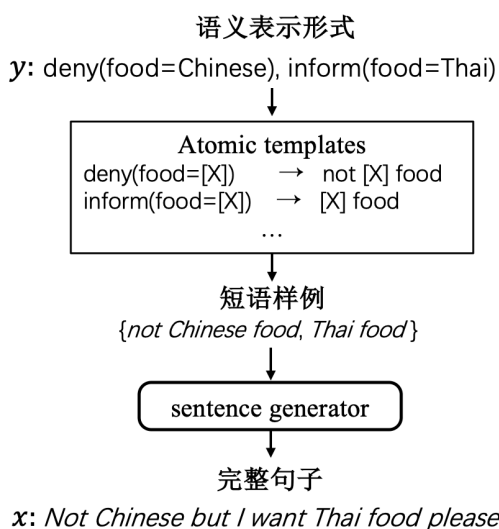 语义表示形式
y: deny(food=Chinese), inform(food=Thai)
Atomic templates
deny(food=[X]) → not [X] food
inform(food=[X]) → [X] food
...
短语样例
{not Chinese food, Thai food}
sentence generator
完整句子
x: Not Chinese but I want Thai food please